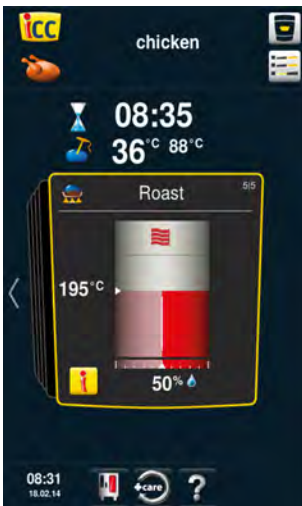 icc
chicken
08:35
36°C 88°C
Roast 5|5
195°C
i
50%
08:31
18.02.14
+care ?